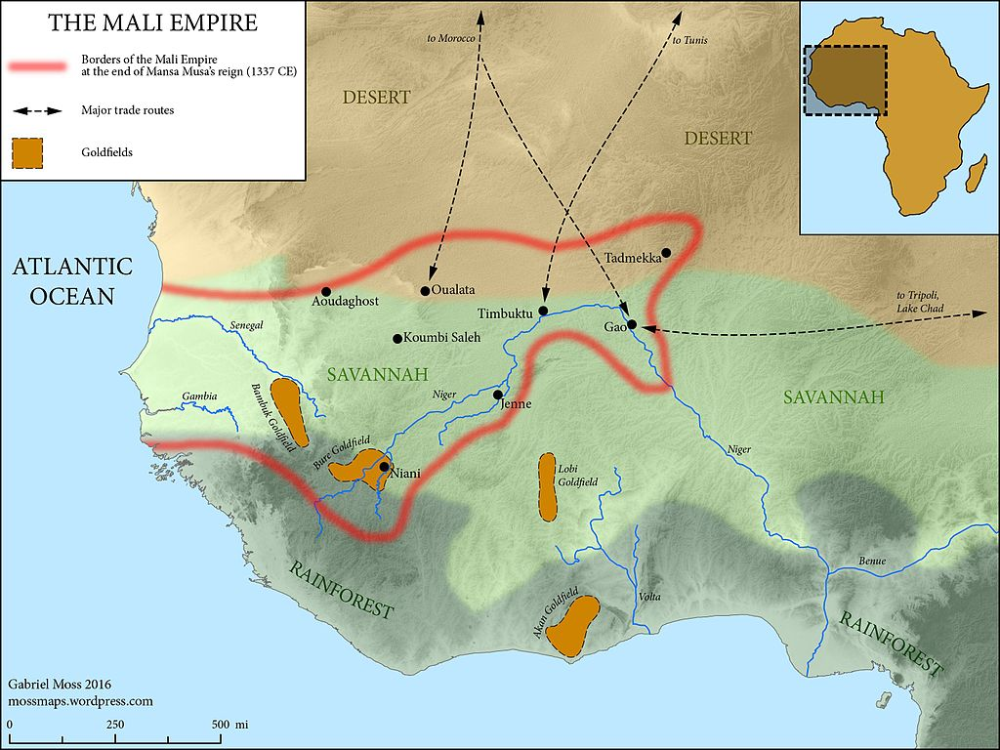 THE MALI EMPIRE
Borders of the Mali Empire
at the end of Mansa Musa's reign (1337 CE)
Major trade routes
Goldfields
to Morocco
to Tunis
DESERT
DESERT
ATLANTIC
OCEAN
Tadmekka
Aoudaghost
Oualata
Timbuktu
Gao
to Tripoli,
Lake Chad
Senegal
Koumbi Saleh
SAVANNAH
SAVANNAH
Gambia
Niger
Jenne
Bambuk Goldfield
Bure Goldfield
Niani
Lobi
Goldfield
Niger
Benue
RAINFOREST
Akan Goldfield
Volta
RAINFOREST
Gabriel Moss 2016
mossmaps.wordpress.com
0 250 500 mi